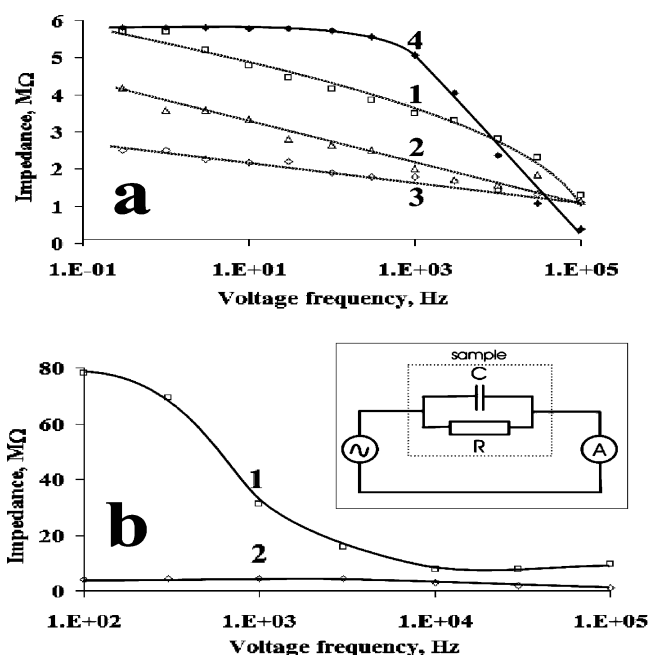 6
5
4
3
2
1
0
Impedance, MΩ
4
1
2
3
a
1.E-01
1.E+01
1.E+03
1.E+05
Voltage frequency, Hz
80
60
40
20
0
Impedance, MΩ
1
2
b
sample
C
R
A
1.E+02
1.E+03
1.E+04
1.E+05
Voltage frequency, Hz